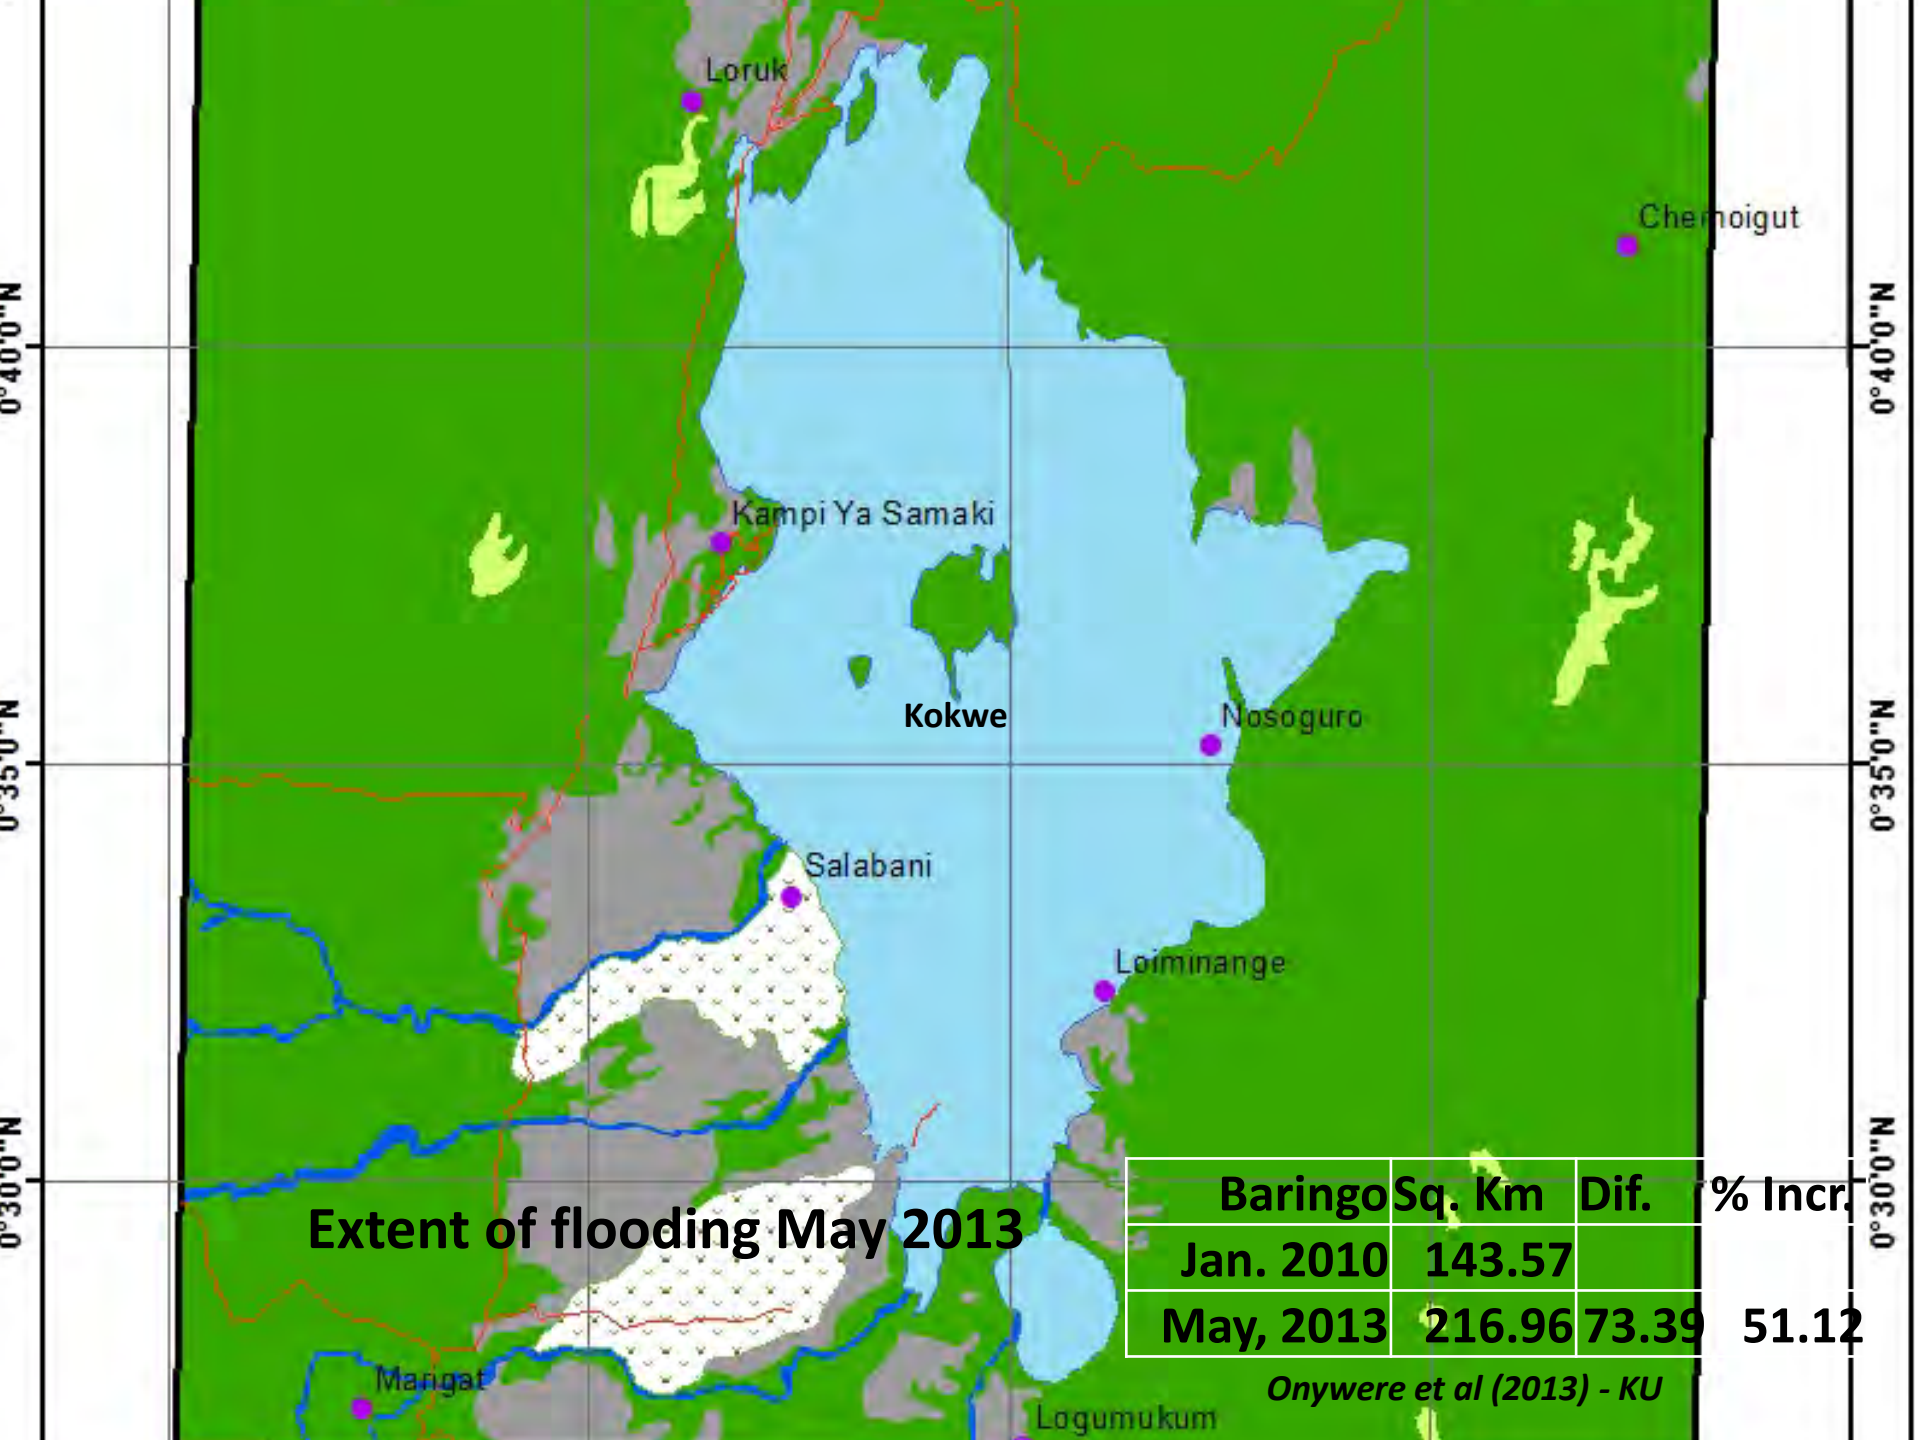 Loruk
Chemoigut
0°40'0"N
0°40'0"N
Kampi Ya Samaki
Kokwe
Nosoguro
0°35'0"N
0°35'0"N
Salabani
Loiminange
0°30'0"N
0°30'0"N
Extent of flooding May 2013
Baringo Sq. Km Dif. % Incr.
Jan. 2010 143.57
May, 2013 216.96 73.39 51.12
Onywere et al (2013) - KU
Marigat
Logumukum